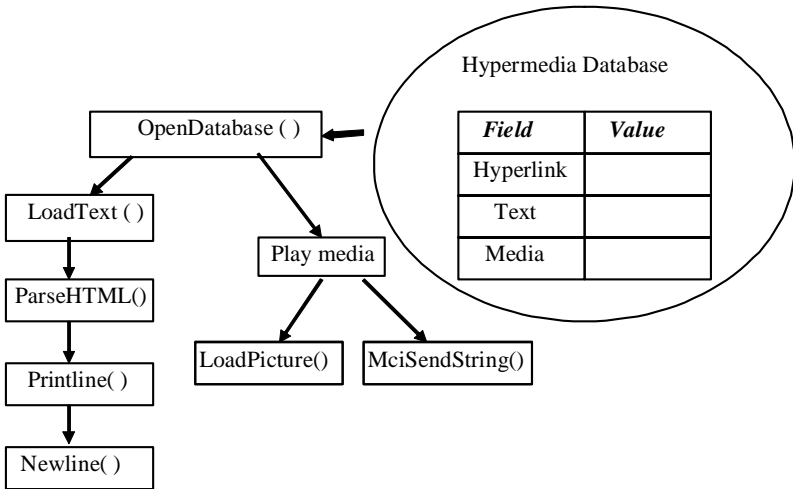 Hypermedia Database
OpenDatabase ( )
Field Value
Hyperlink
Text
Media
LoadText ( )
Play media
ParseHTML()
LoadPicture()
MciSendString()
Printline( )
Newline( )